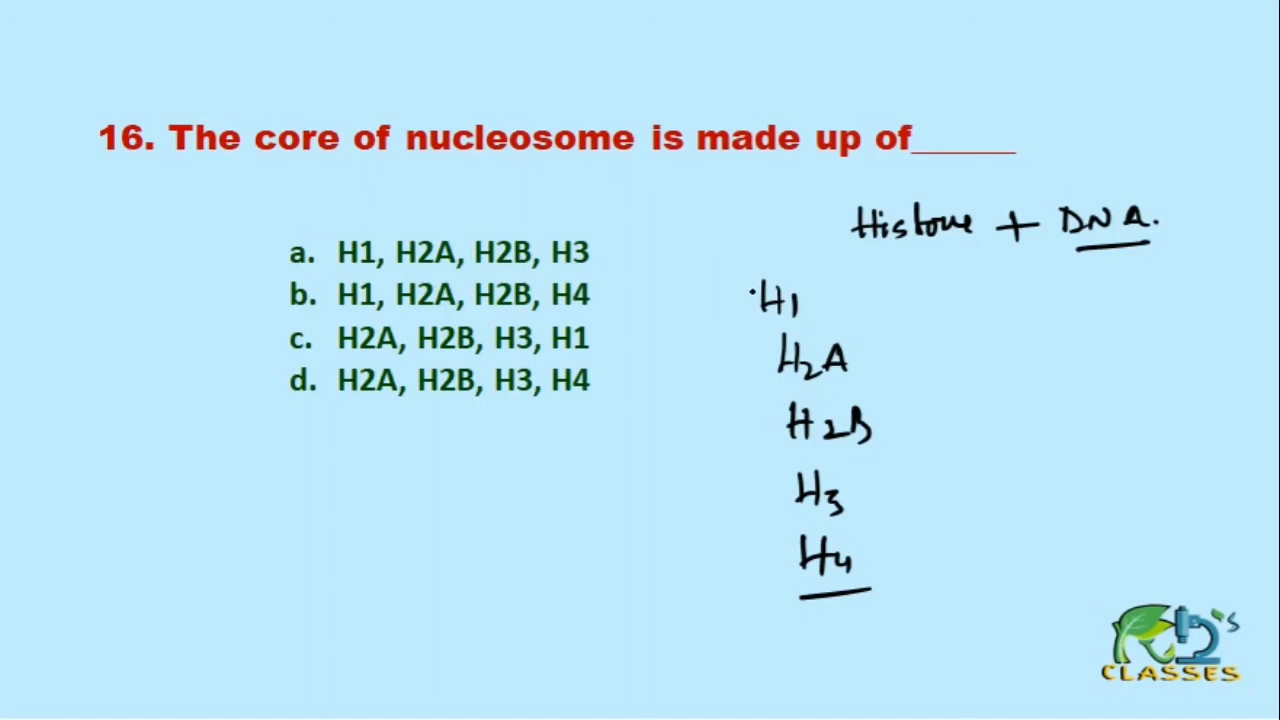 16. The core of nucleosome is made up of______
a. H1, H2A, H2B, H3
b. H1, H2A, H2B, H4
c. H2A, H2B, H3, H1
d. H2A, H2B, H3, H4
Histone + DNA.
H1
H2A
H2B
H3
H4
RD's
CLASSES